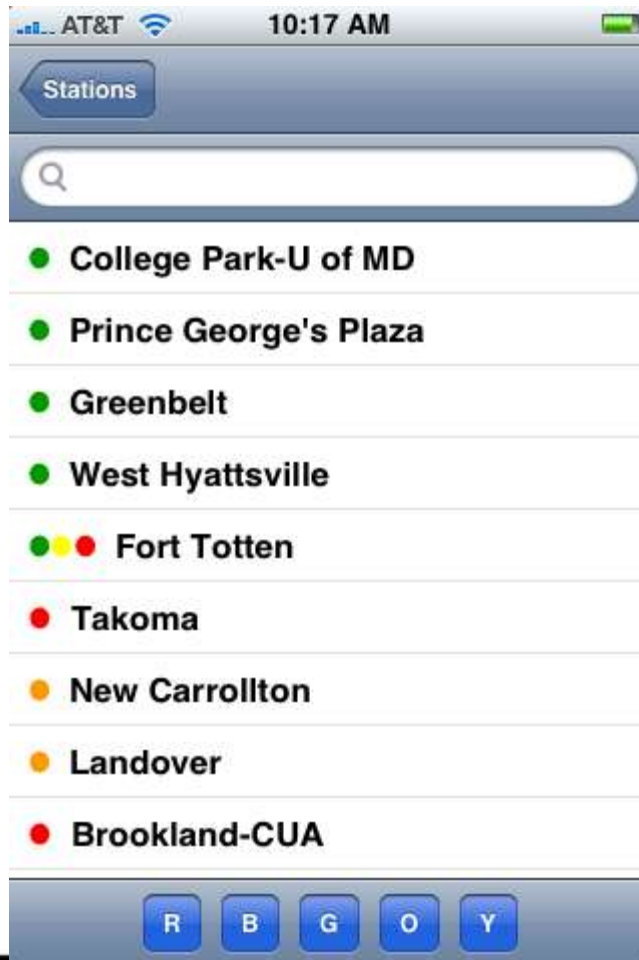 AT&T 10:17 AM
Stations
College Park-U of MD
Prince George's Plaza
Greenbelt
West Hyattsville
Fort Totten
Takoma
New Carrollton
Landover
Brookland-CUA
R B G O Y